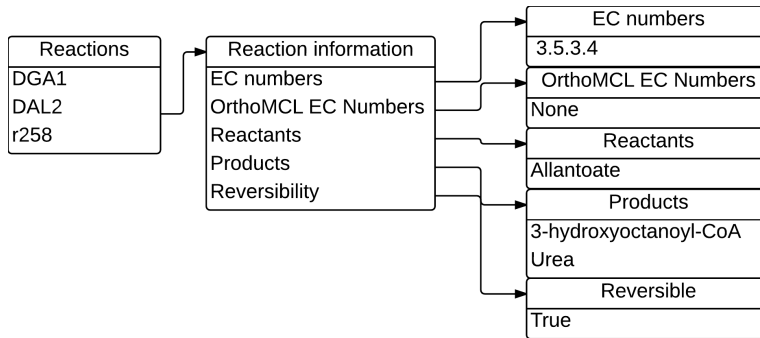 Reactions
DGA1
DAL2
r258
Reaction information
EC numbers
OrthoMCL EC Numbers
Reactants
Products
Reversibility
EC numbers
3.5.3.4
OrthoMCL EC Numbers
None
Reactants
Allantoate
Products
3-hydroxyoctanoyl-CoA
Urea
Reversible
True